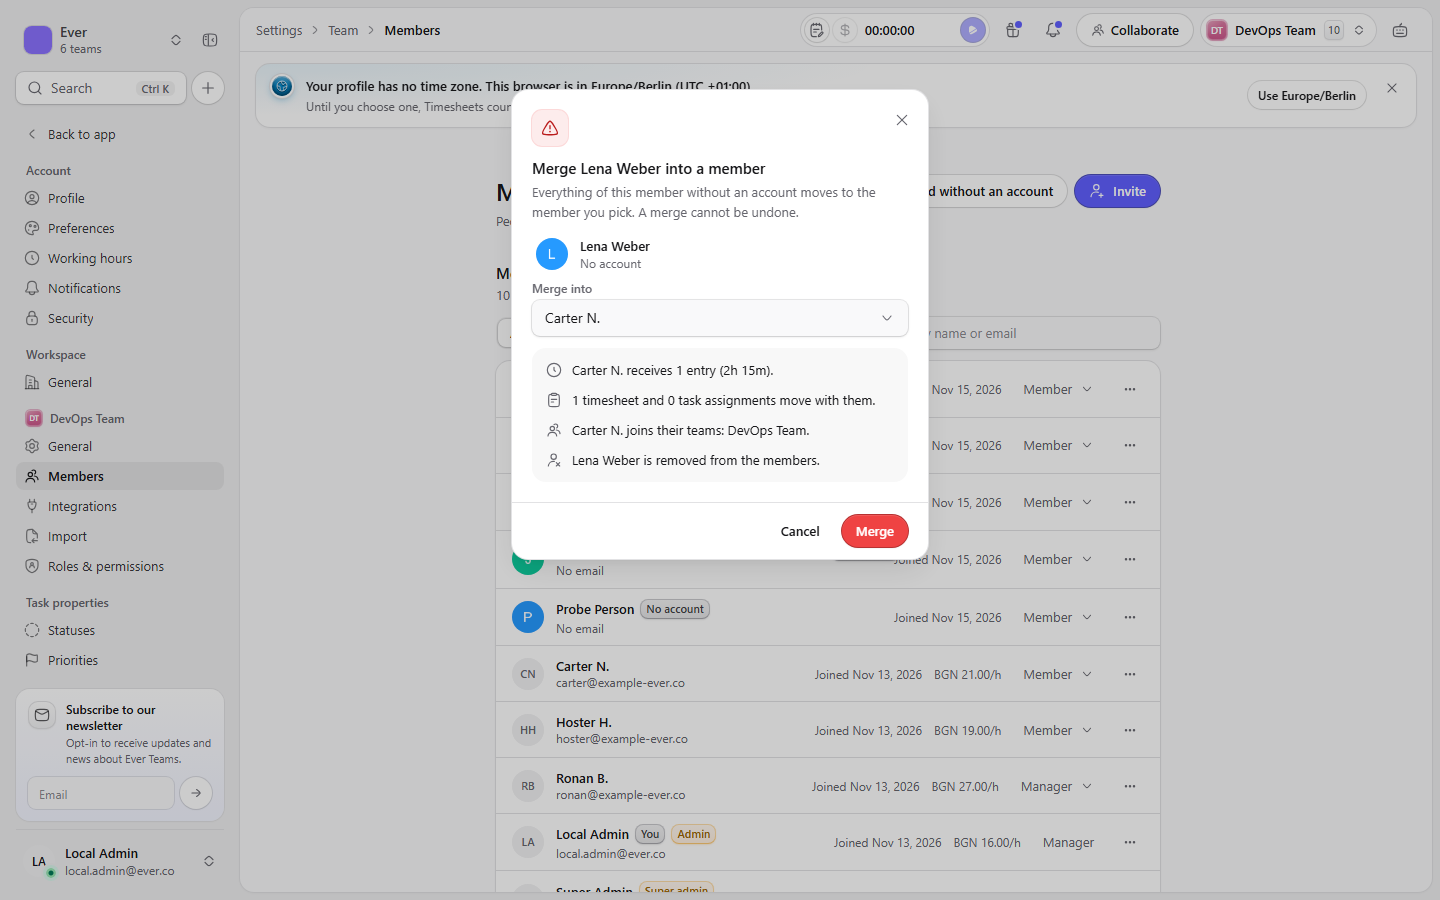 Ever
6 teams
Search
Ctrl K
Back to app
Account
Profile
Preferences
Working hours
Notifications
Security
Workspace
General
DT
DevOps Team
General
Members
Integrations
Import
Roles & permissions
Task properties
Statuses
Priorities
Subscribe to our
newsletter
Opt-in to receive updates and
news about Ever Teams.
Email
LA
Local Admin
local.admin@ever.co
Settings
Team
Members
00:00:00
Collaborate
DT
DevOps Team
10
Your profile has no time zone. This browser is in Europe/Berlin (UTC +01:00)
Until you choose one, Timesheets
Use Europe/Berlin
without an account
Invite
10
name or email
Merge Lena Weber into a member
Everything of this member without an account moves to the
member you pick. A merge cannot be undone.
L
Lena Weber
No account
Merge into
Carter N.
Carter N. receives 1 entry (2h 15m).
1 timesheet and 0 task assignments move with them.
Carter N. joins their teams: DevOps Team.
Lena Weber is removed from the members.
Cancel
Merge
Nov 15, 2026
Member
Nov 15, 2026
Member
Nov 15, 2026
Member
No email
Joined Nov 15, 2026
Member
P
Probe Person
No account
No email
Joined Nov 15, 2026
Member
CN
Carter N.
carter@example-ever.co
Joined Nov 13, 2026
BGN 21.00/h
Member
HH
Hoster H.
hoster@example-ever.co
Joined Nov 13, 2026
BGN 19.00/h
Member
RB
Ronan B.
ronan@example-ever.co
Joined Nov 13, 2026
BGN 27.00/h
Manager
LA
Local Admin
You
Admin
local.admin@ever.co
Joined Nov 13, 2026
BGN 16.00/h
Manager
Super Admin
Super admin